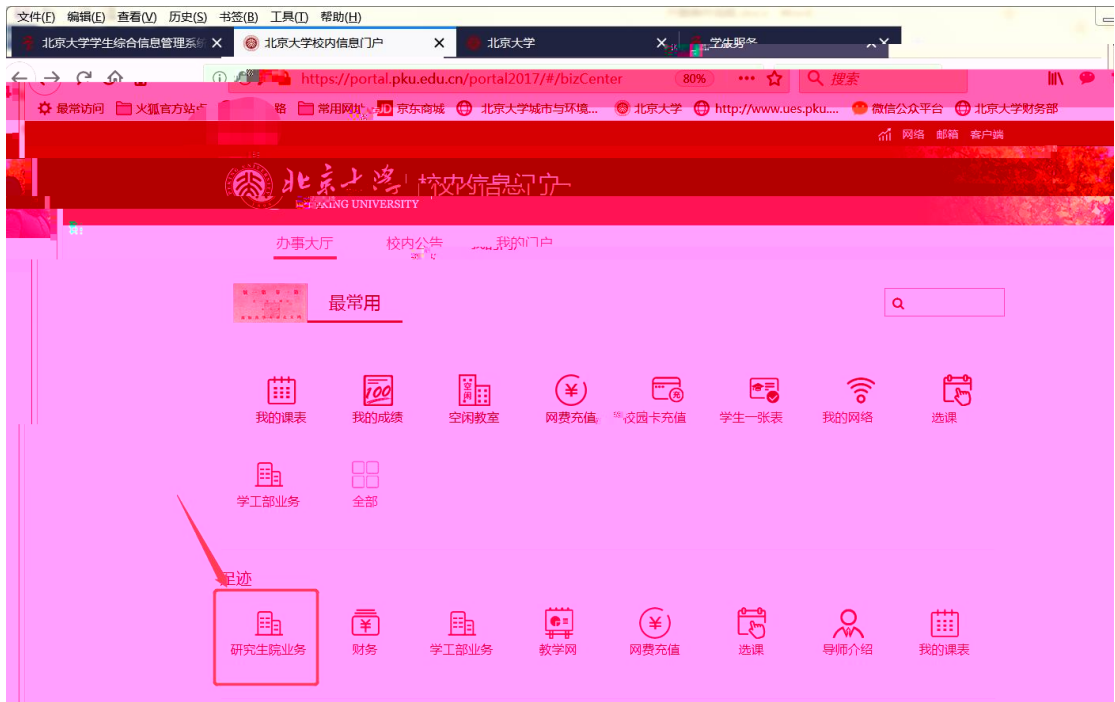 文件(F) 编辑(E) 查看(V) 历史(S) 书签(B) 工具(T) 帮助(H)
北京大学学生综合信息管理系统 北京大学校内信息门户 北京大学 学生服务
https://portal.pku.edu.cn/portal2017/#/bizCenter 80% 搜索
最常访问 火狐官方站点 常用网址 JD 京东商城 北京大学城市与环境... 北京大学 http://www.ues.pku.... 微信公众平台 北京大学财务部
网络 邮箱 客户端
北京大学 校内信息门户
UNIVERSITY
办事大厅 校内公告 我的门户
最常用
我的课表 我的成绩 空闲教室 网费充值 校园卡充值 学生一张表 我的网络 选课
学工部业务 全部
足迹
研究生院业务 财务 学工部业务 教学网 网费充值 选课 导师介绍 我的课表